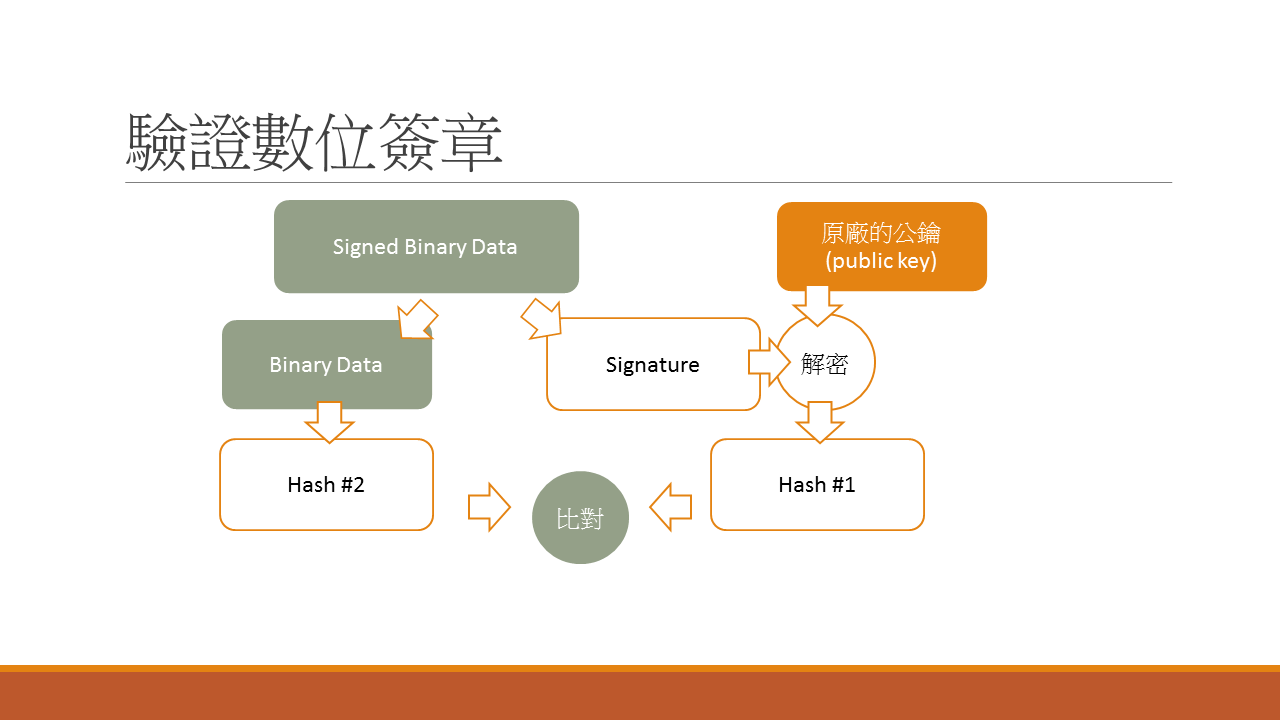 驗證數位簽章
Signed Binary Data
原廠的公鑰
(public key)
Binary Data
Signature
解密
Hash #2
Hash #1
比對